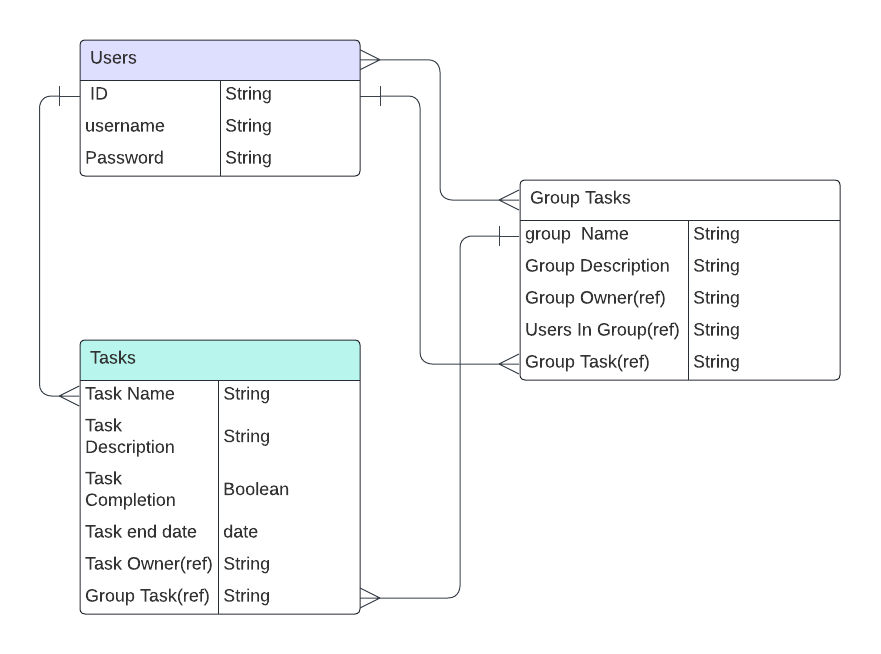 Users
ID String
username String
Password String
Group Tasks
group Name String
Group Description String
Group Owner(ref) String
Users In Group(ref) String
Group Task(ref) String
Tasks
Task Name String
Task
Description
String
Task
Completion
Boolean
Task end date date
Task Owner(ref) String
Group Task(ref) String